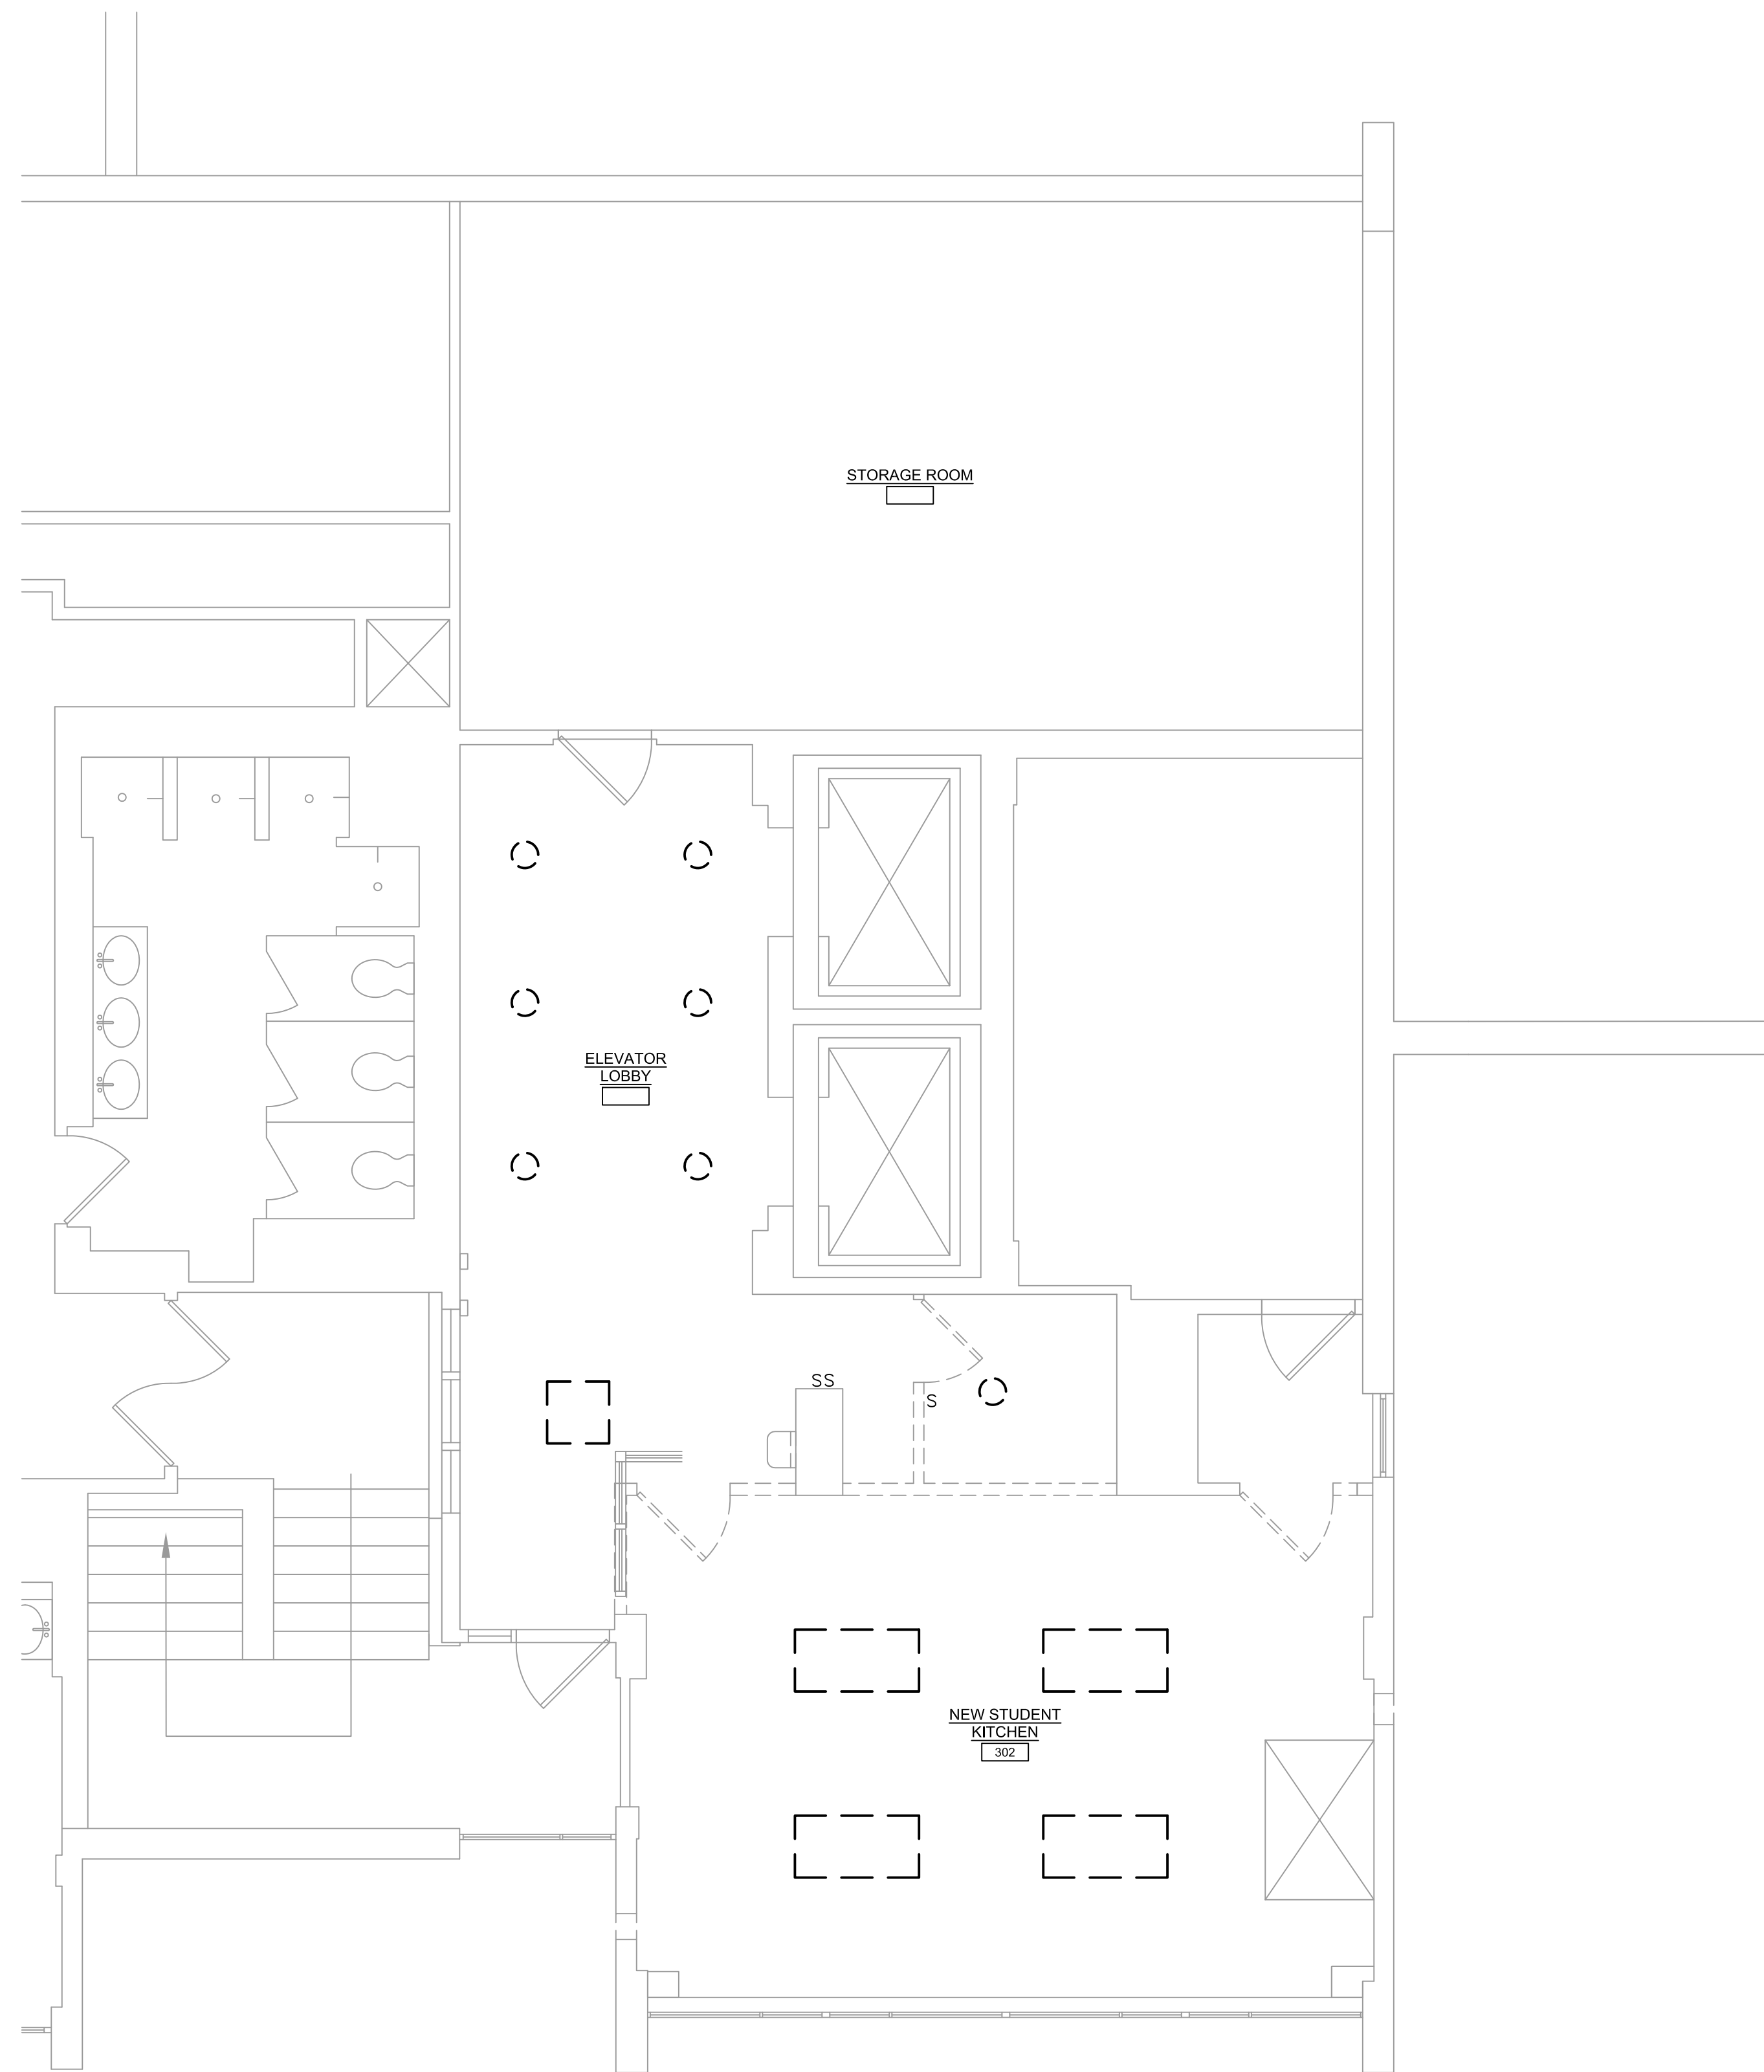 STORAGE ROOM
ELEVATOR
LOBBY
SS
S
NEW STUDENT
KITCHEN
302